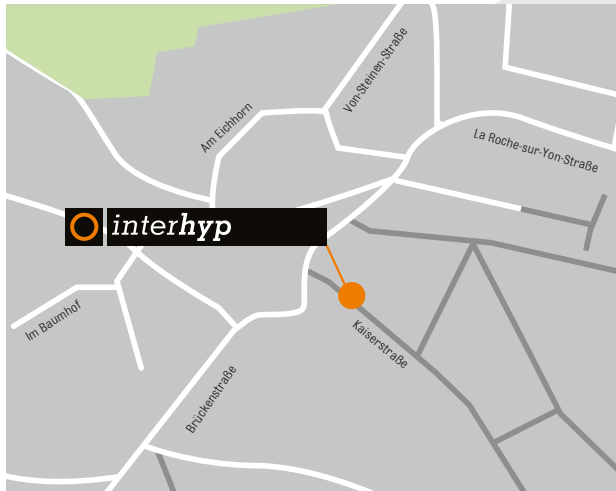 Von-Steinen-Straße
Am Eichhorn
La Roche-sur-Yon-Straße
interhyp
Im Baumhof
Kaiserstraße
Brückenstraße